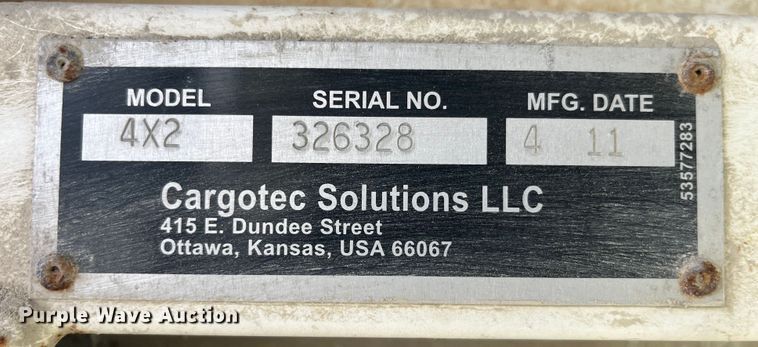 MODEL SERIAL NO. MFG. DATE
4X2 326328 4 11
53577283
Cargotec Solutions LLC
415 E. Dundee Street
Ottawa, Kansas, USA 66067
Purple Wave Auction